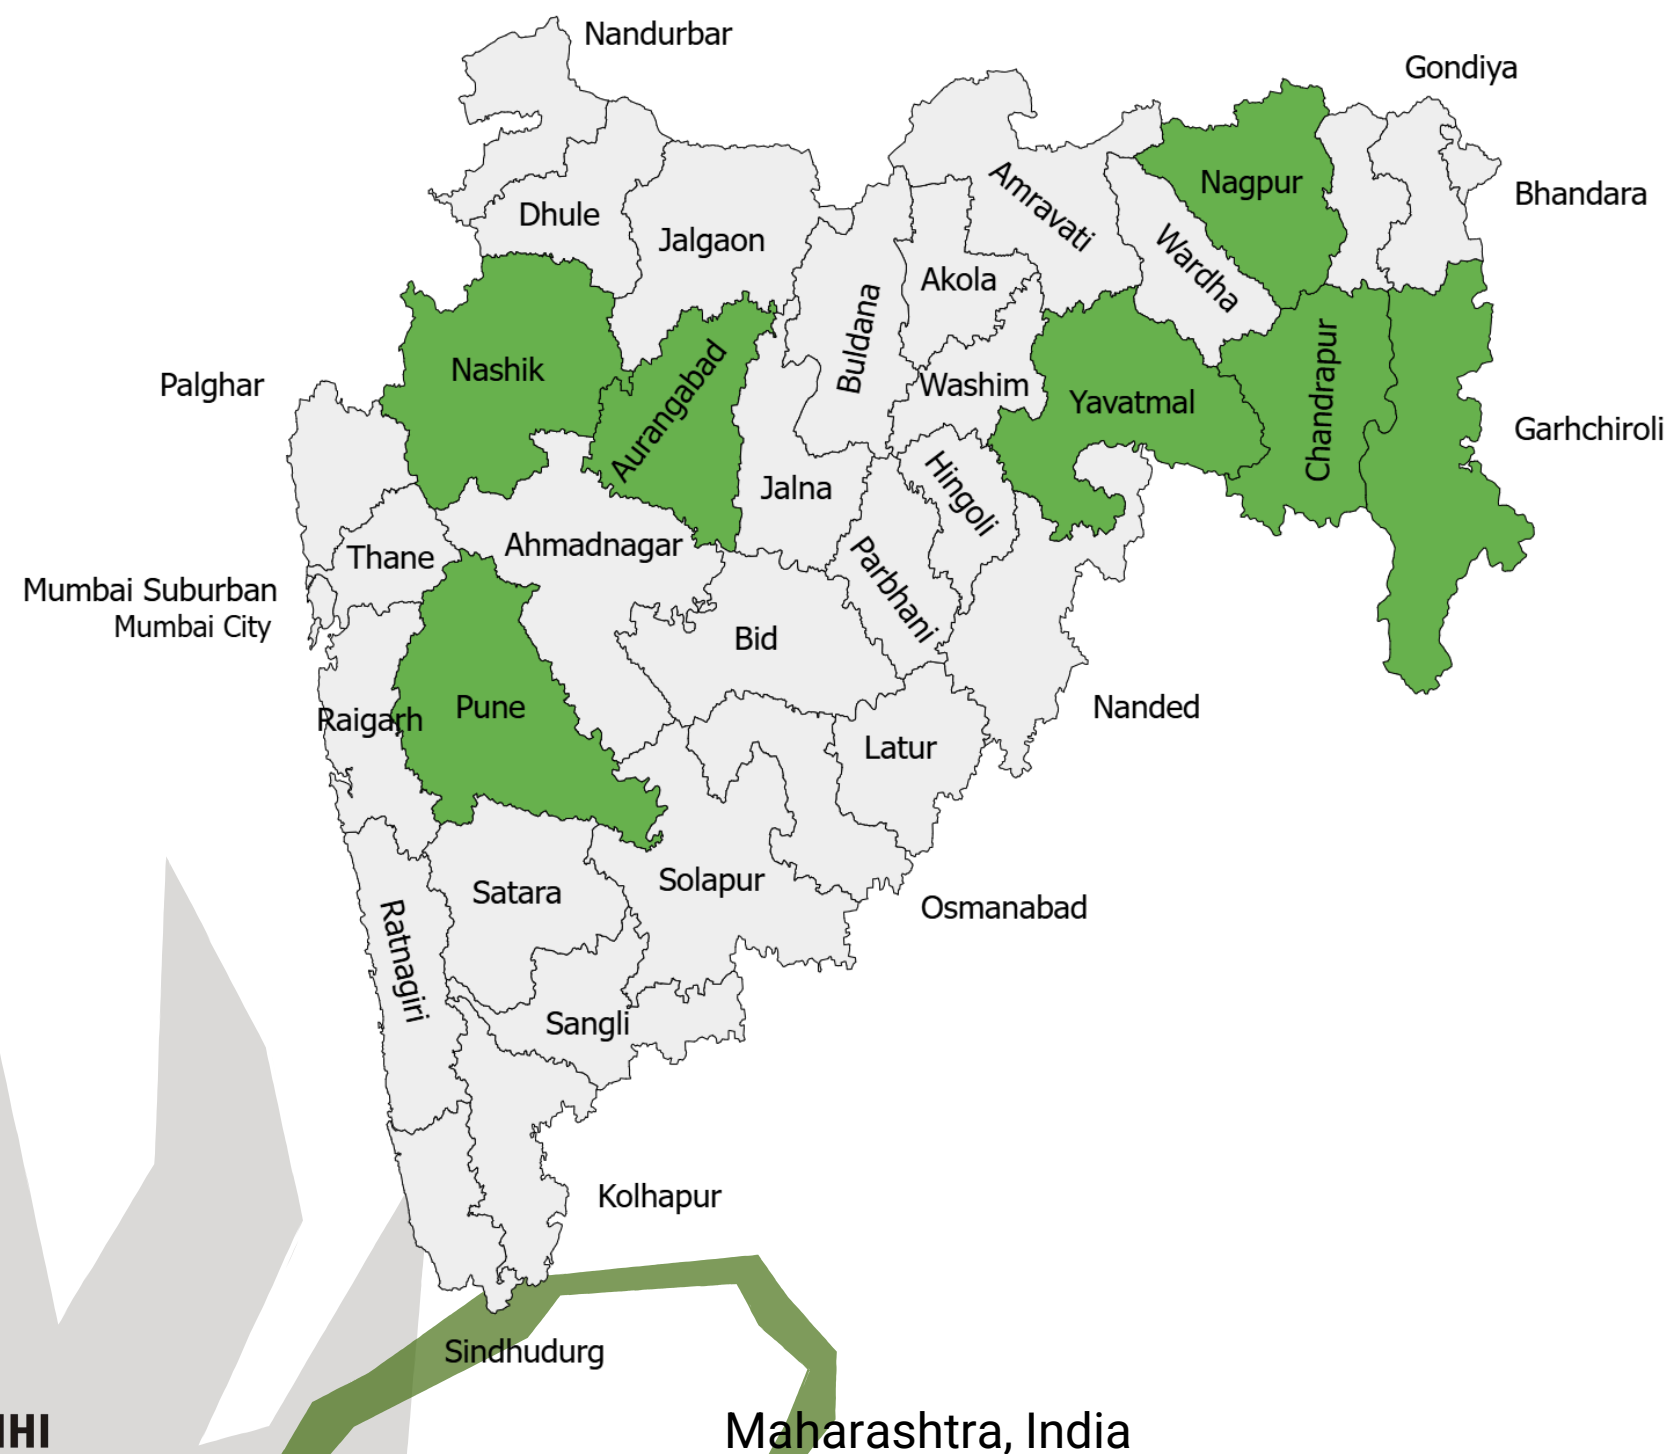 Nandurbar
Gondiya
Nagpur
Amravati
Bhandara
Dhule
Jalgaon
Wardha
Akola
Buldana
Nashik
Aurangabad
Palghar
Washim
Yavatmal
Chandrapur
Garhchiroli
Jalna
Hingoli
Ahmadnagar
Thane
Parbhani
Mumbai Suburban
Mumbai City
Bid
Raigarh
Pune
Nanded
Latur
Satara
Solapur
Osmanabad
Ratnagiri
Sangli
Kolhapur
Sindhudurg
Maharashtra, India